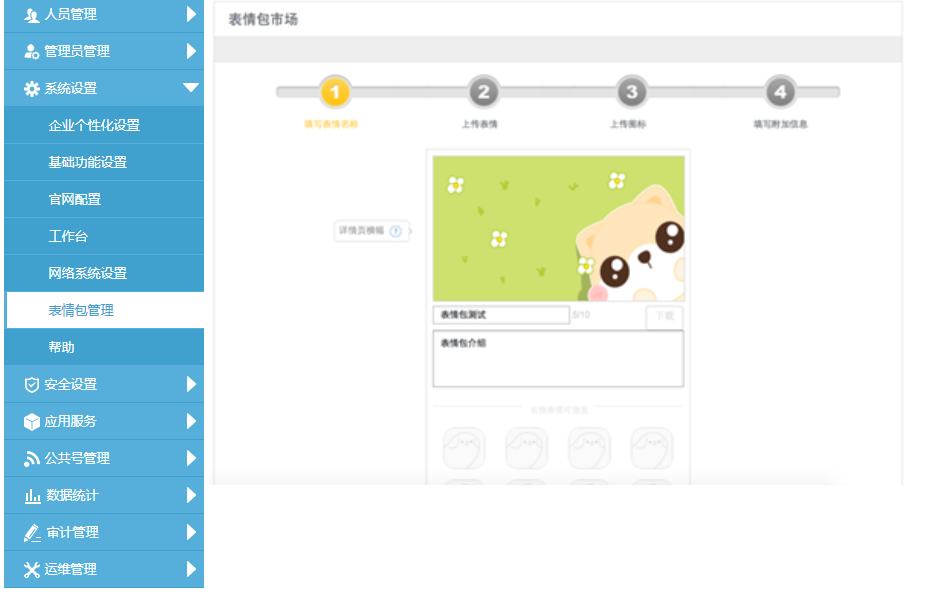 人员管理
管理员管理
系统设置
企业个性化设置
基础功能设置
官网配置
工作台
网络系统设置
表情包管理
帮助
安全设置
应用服务
公共号管理
数据统计
审计管理
运维管理
表情包市场
1 2 3 4
填写表情名称 上传表情 上传图标 填写附加信息
详情页横幅 ?
表情包测试 5/10 下载
表情包介绍